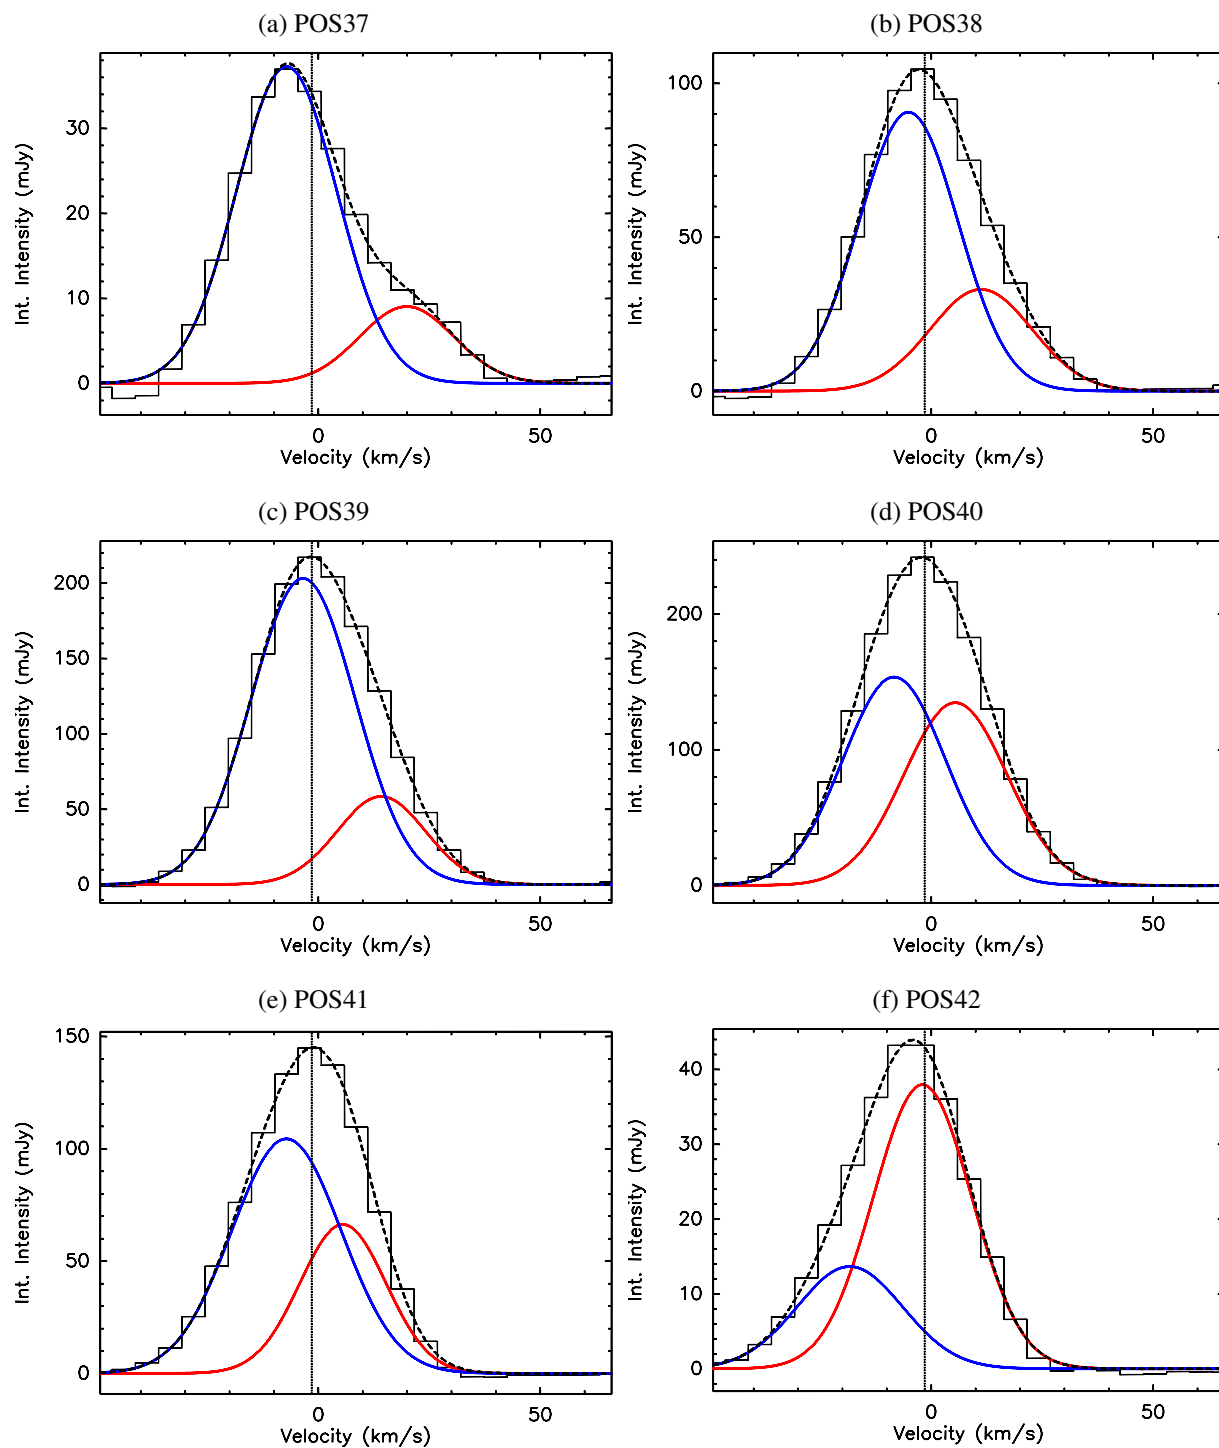 (a) POS37
(b) POS38
Int. Intensity (mJy)
30
20
10
0
0
50
Velocity (km/s)
Int. Intensity (mJy)
100
50
0
0
50
Velocity (km/s)
(c) POS39
(d) POS40
Int. Intensity (mJy)
200
150
100
50
0
0
50
Velocity (km/s)
Int. Intensity (mJy)
200
100
0
0
50
Velocity (km/s)
(e) POS41
(f) POS42
Int. Intensity (mJy)
150
100
50
0
0
50
Velocity (km/s)
Int. Intensity (mJy)
40
30
20
10
0
0
50
Velocity (km/s)